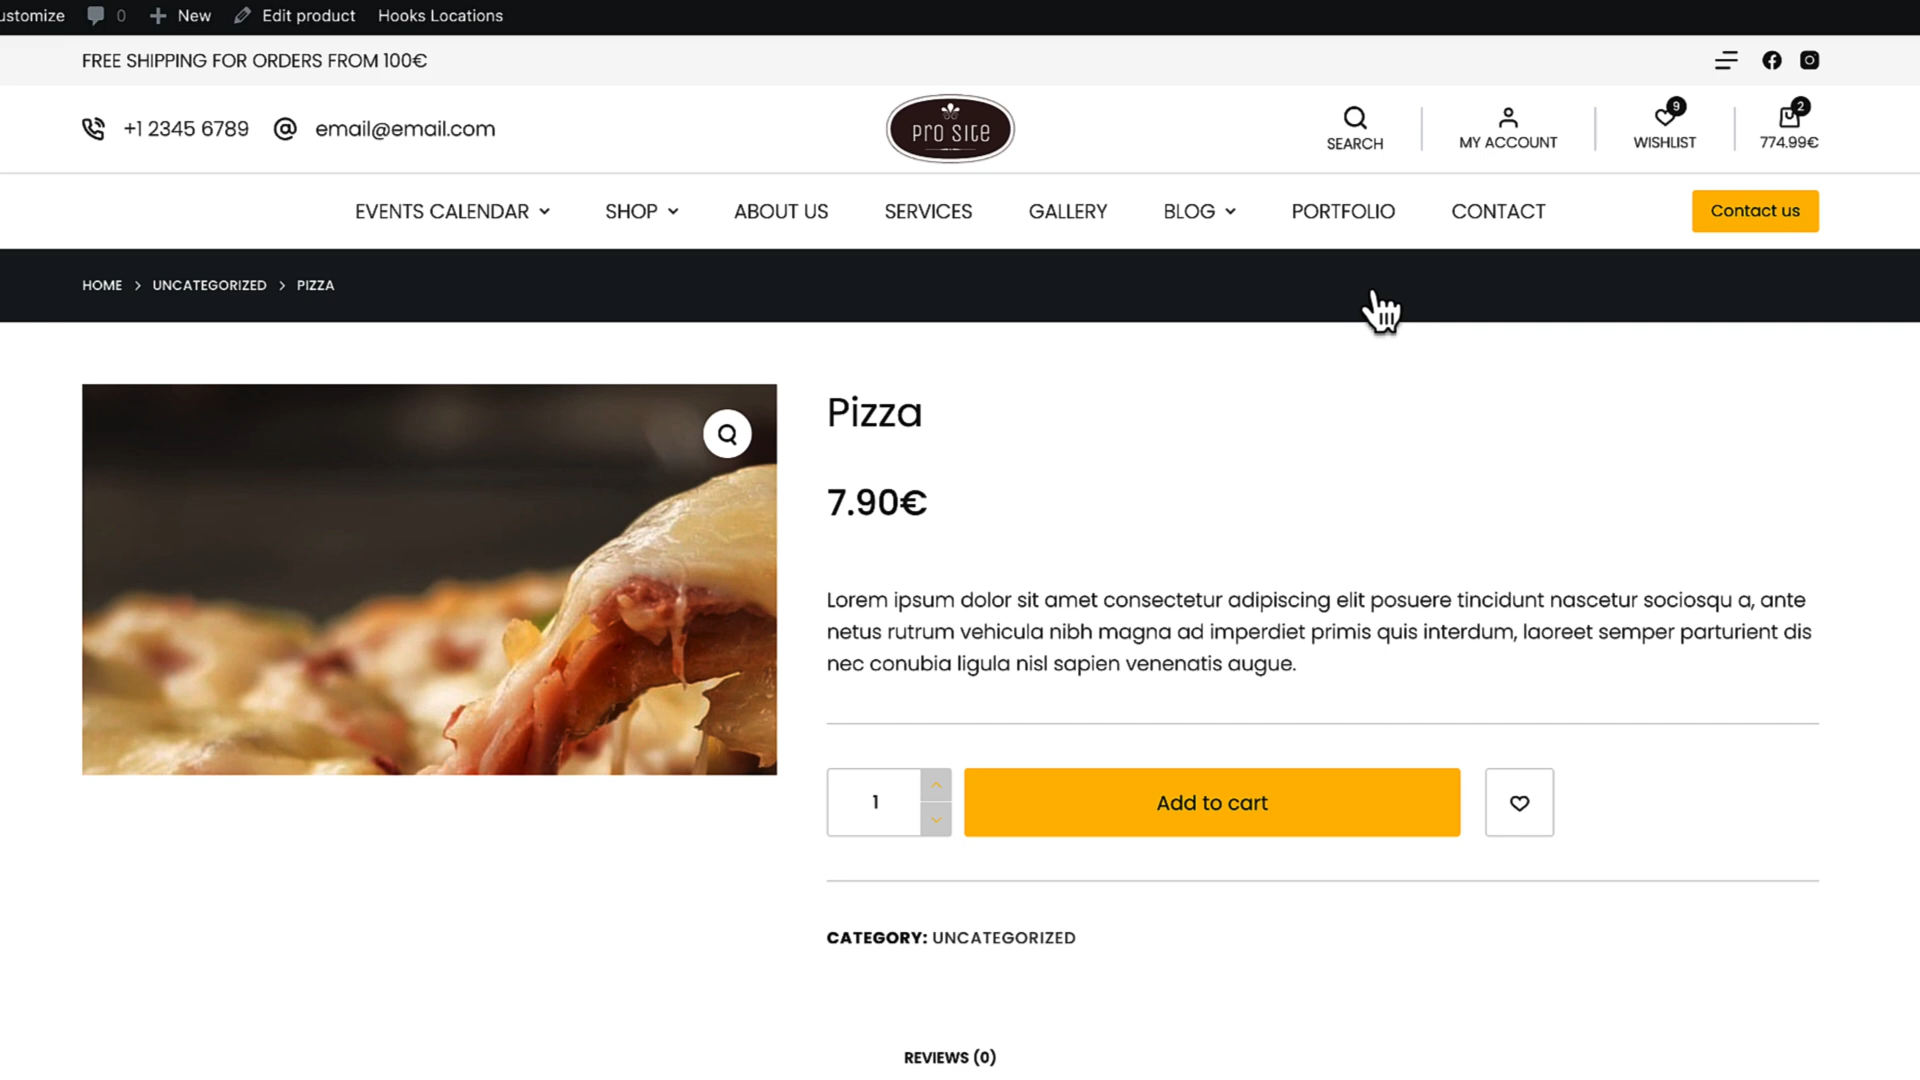 ustomize 0 New Edit product Hooks Locations
FREE SHIPPING FOR ORDERS FROM 100€
+1 2345 6789 email@email.com
PRO SITE
SEARCH
MY ACCOUNT
9
WISHLIST
2
774.99€
EVENTS CALENDAR SHOP ABOUT US SERVICES GALLERY BLOG PORTFOLIO CONTACT Contact us
HOME > UNCATEGORIZED > PIZZA
Pizza
7.90€
Lorem ipsum dolor sit amet consectetur adipiscing elit posuere tincidunt nascetur sociosqu a, ante
netus rutrum vehicula nibh magna ad imperdiet primis quis interdum, laoreet semper parturient dis
nec conubia ligula nisl sapien venenatis augue.
1 Add to cart
CATEGORY: UNCATEGORIZED
REVIEWS (0)